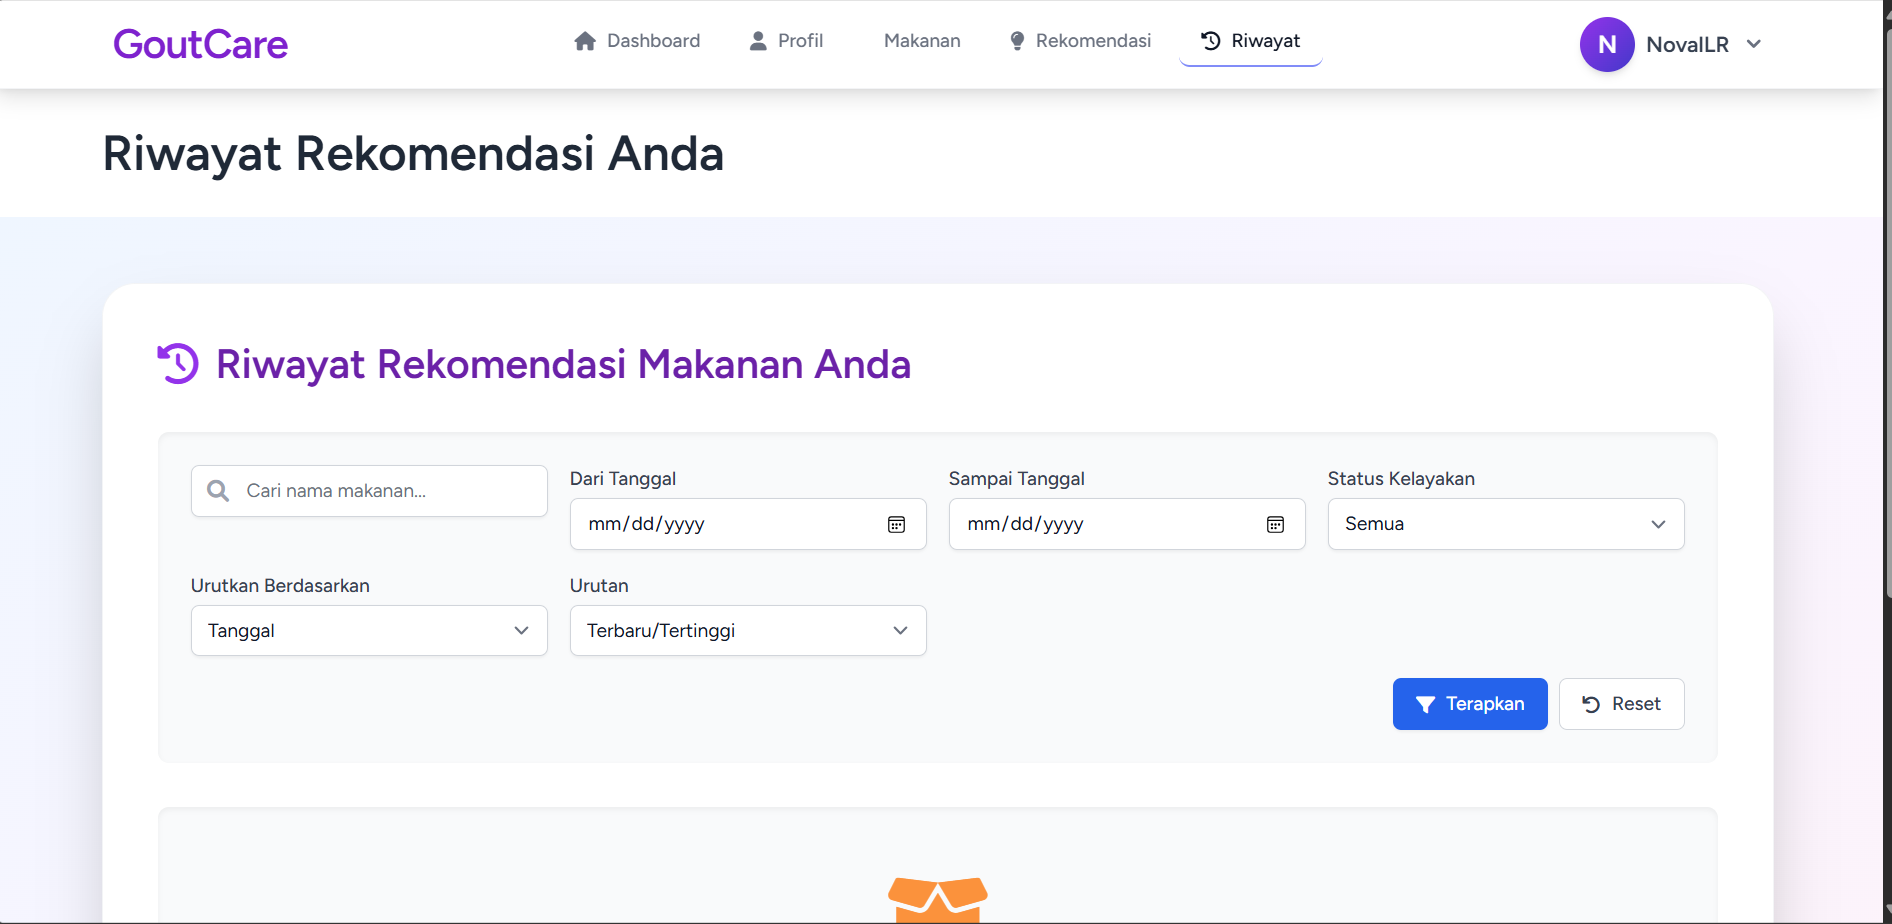 GoutCare
Dashboard
Profil
Makanan
Rekomendasi
Riwayat
N
NovalLR
Riwayat Rekomendasi Anda
Riwayat Rekomendasi Makanan Anda
Cari nama makanan...
Dari Tanggal
mm/dd/yyyy
Sampai Tanggal
mm/dd/yyyy
Status Kelayakan
Semua
Urutkan Berdasarkan
Tanggal
Urutan
Terbaru/Tertinggi
Terapkan
Reset